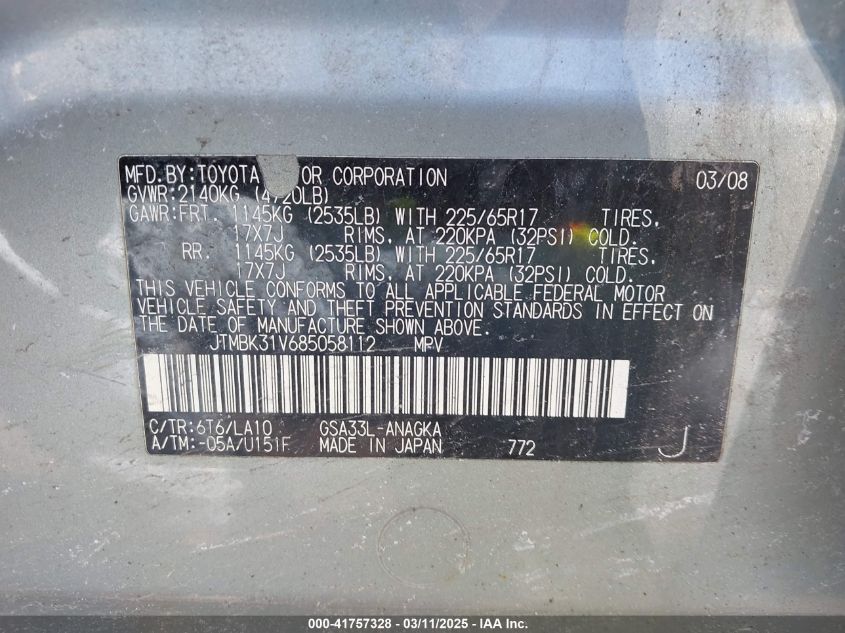 MFD. BY: TOYOTA OR CORPORATION 03/08
GVWR: 2140KG (4720LB)
GAWR: FRT. 1145KG (2535LB) WITH 225/65R17 TIRES,
17X7J RIMS, AT 220KPA (32PSI) COLD.
RR. 1145KG (2535LB) WITH 225/65R17 TIRES,
17X7J RIMS, AT 220KPA (32PSI) COLD.
THIS VEHICLE CONFORMS TO ALL APPLICABLE FEDERAL MOTOR
VEHICLE SAFETY AND THEFT PREVENTION STANDARDS IN EFFECT ON
THE DATE OF MANUFACTURE SHOWN ABOVE.
JTMBK31V685058112 MPV
C/TR: 6T6/LA10 GSA33L-ANAGKA
A/TM: -05A/U151F MADE IN JAPAN 772 J
000-41757328 - 03/11/2025 - IAA Inc.